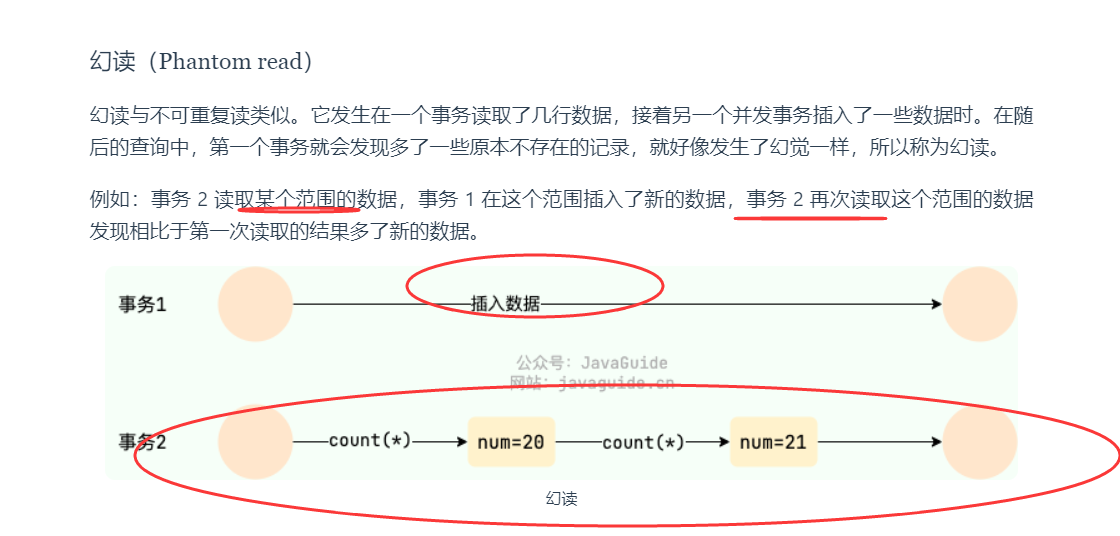 幻读（Phantom read）
幻读与不可重复读类似。它发生在一个事务读取了几行数据，接着另一个并发事务插入了一些数据时。在随
后的查询中，第一个事务就会发现多了一些原本不存在的记录，就好像发生了幻觉一样，所以称为幻读。
例如：事务 2 读取某个范围的数据，事务 1 在这个范围插入了新的数据，事务 2 再次读取这个范围的数据
发现相比于第一次读取的结果多了新的数据。
事务1
插入数据
公众号：JavaGuide
网站：javaguide.cn
事务2
count(*)
num=20
count(*)
num=21
幻读